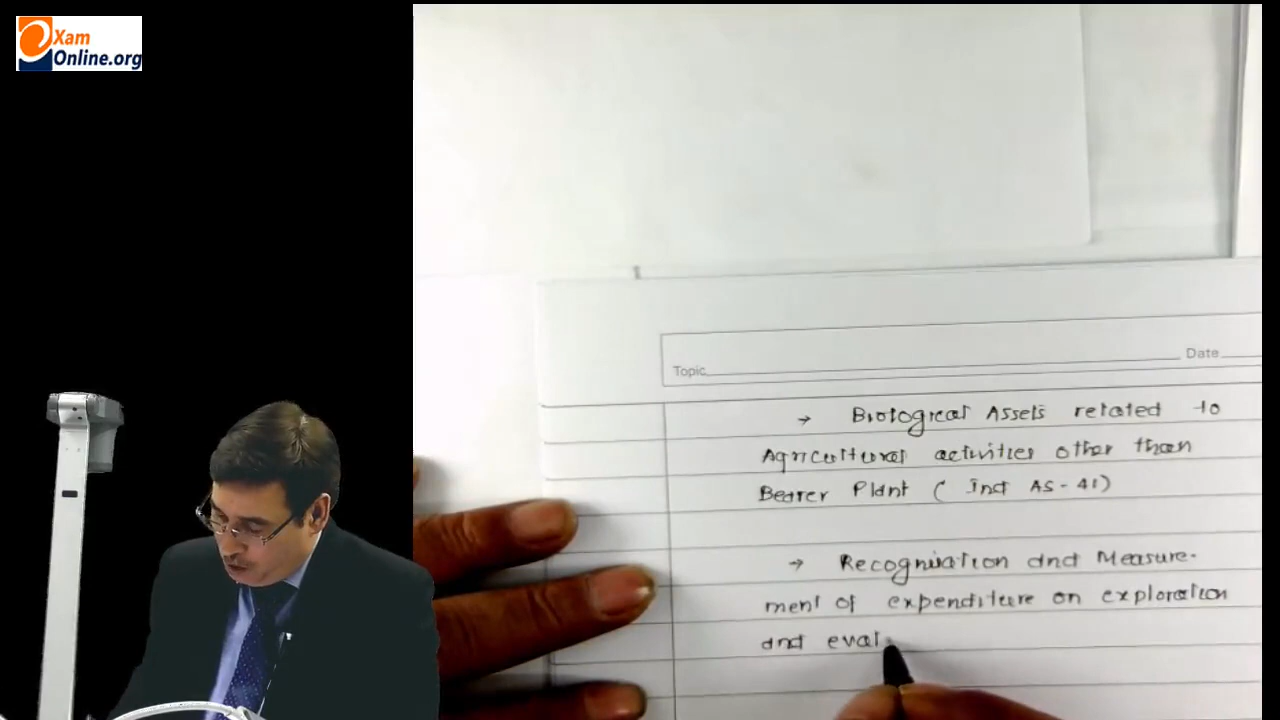 Xam
Online.org
Topic
Date
→ Biological Assets related to
Agricultural activities other than
Bearer Plant ( Ind AS-41)
→ Recognisation and Measure-
ment of expenditure on exploration
and eval